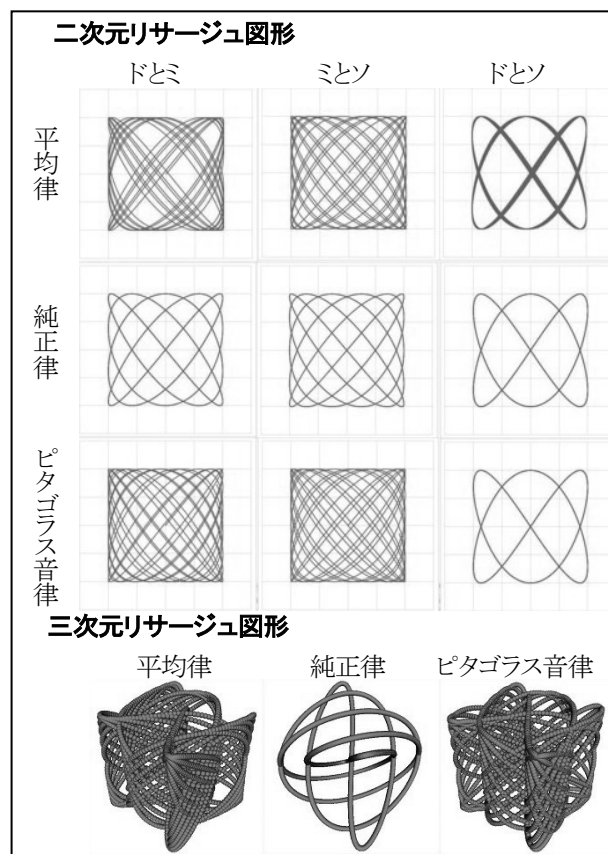 二次元リサージュ図形
ドとミ ミとソ ドとソ
平均律
純正律
ピタゴラス音律
三次元リサージュ図形
平均律 純正律 ピタゴラス音律